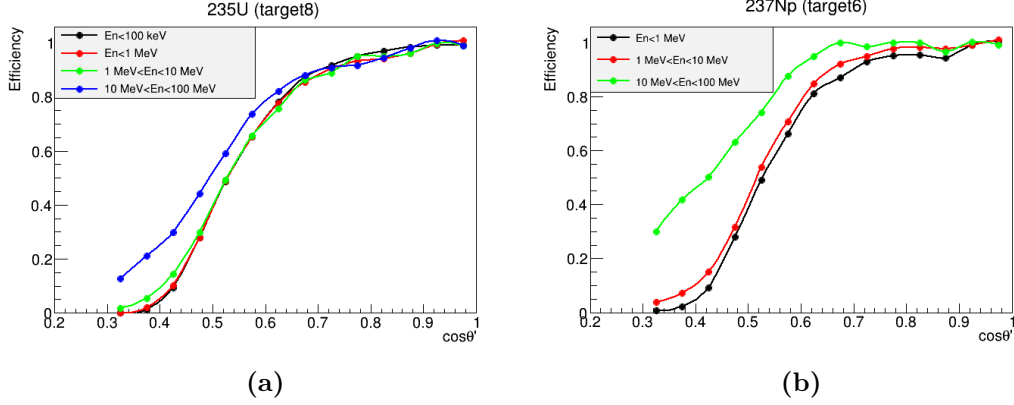 235U (target8)
Efficiency
En<100 keV
En<1 MeV
1 MeV<En<10 MeV
10 MeV<En<100 MeV
1
0.8
0.6
0.4
0.2
0
0.2 0.3 0.4 0.5 0.6 0.7 0.8 0.9 1
cosθ'
(a)
237Np (target6)
Efficiency
En<1 MeV
1 MeV<En<10 MeV
10 MeV<En<100 MeV
1
0.8
0.6
0.4
0.2
0
0.2 0.3 0.4 0.5 0.6 0.7 0.8 0.9 1
cosθ'
(b)